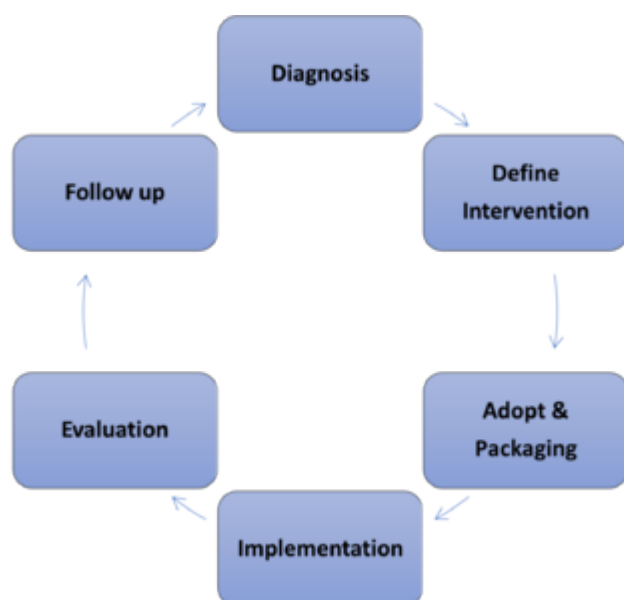 Diagnosis
Define
Intervention
Adopt &
Packaging
Implementation
Evaluation
Follow up